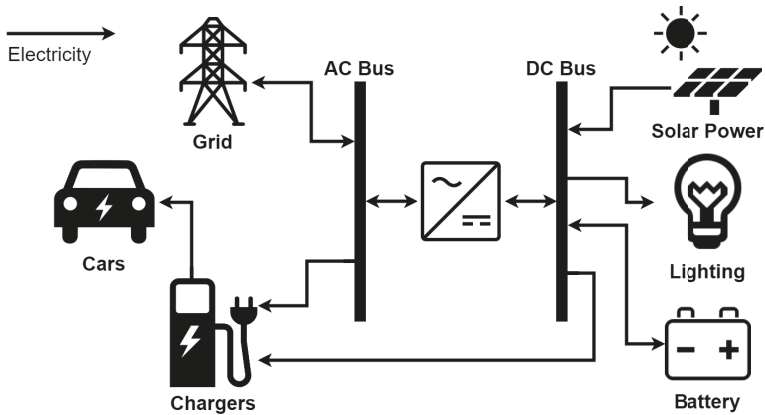 Electricity
Grid
AC Bus
DC Bus
Solar Power
Cars
Lighting
Chargers
Battery